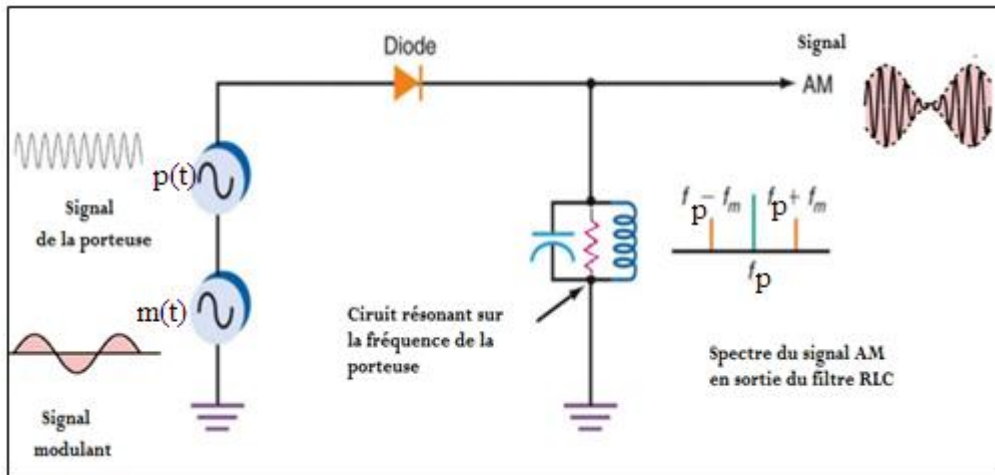 Diode
Signal
AM
p(t)
Signal
de la porteuse
m(t)
Signal
modulant
Ciruit résonant sur
la fréquence de la
porteuse
fp - fm
fp + fm
fp
Spectre du signal AM
en sortie du filtre RLC